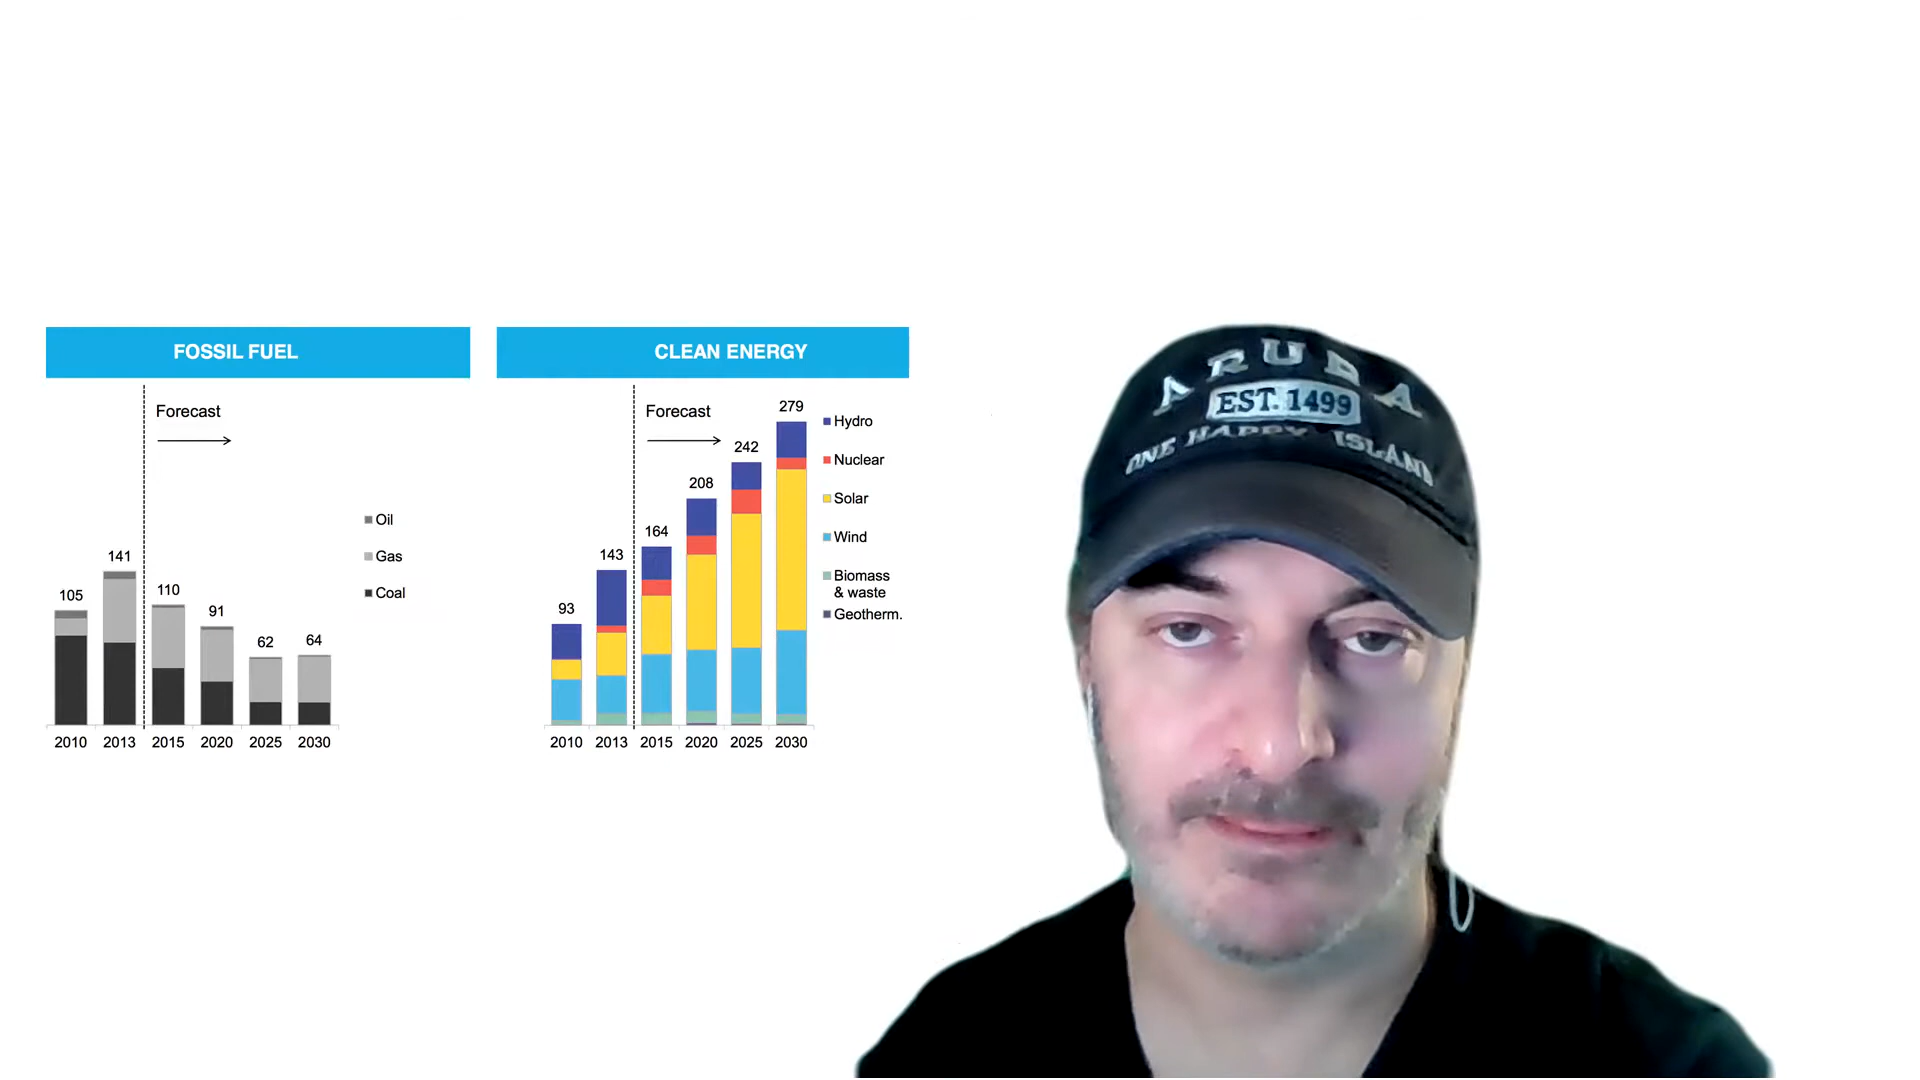 FOSSIL FUEL
Forecast
105
141
110
91
62
64
Oil
Gas
Coal
2010 2013 2015 2020 2025 2030
CLEAN ENERGY
Forecast
93
143
164
208
242
279
Hydro
Nuclear
Solar
Wind
Biomass
& waste
Geotherm.
2010 2013 2015 2020 2025 2030
ARUBA
EST. 1499
ONE HAPPY ISLAND